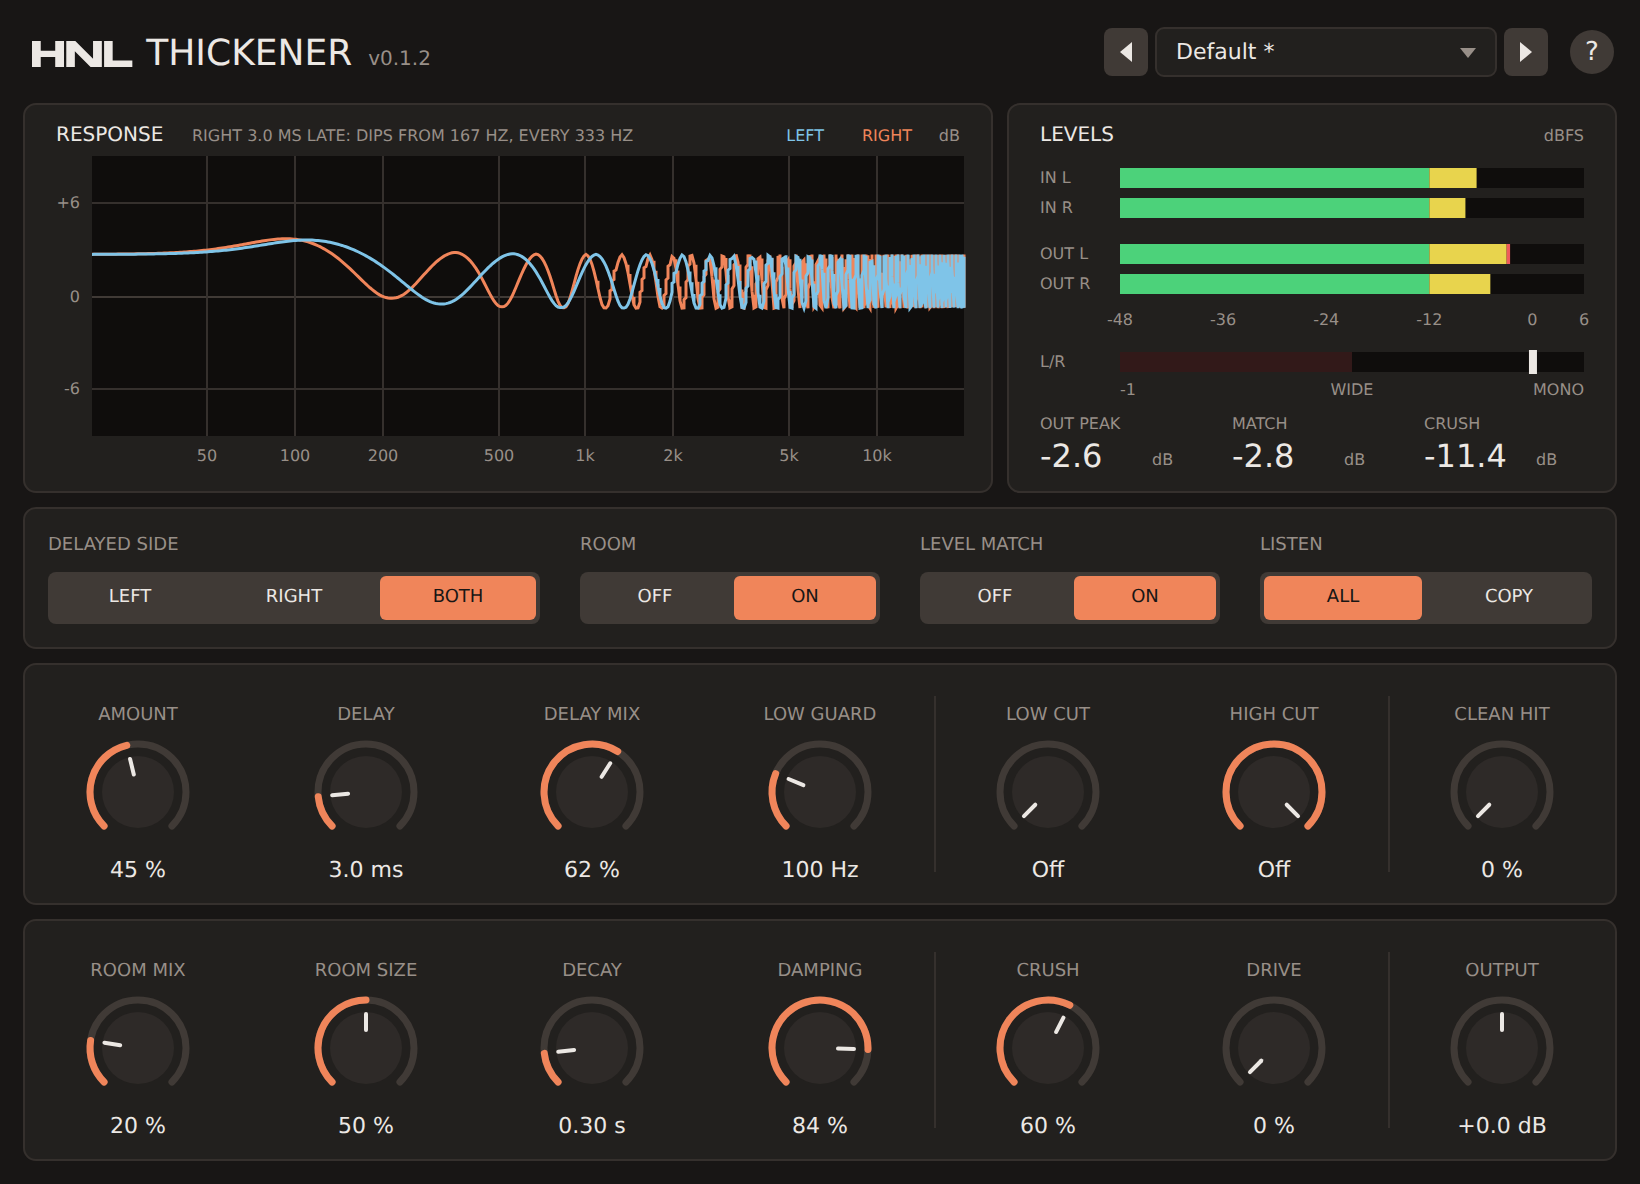 HNL THICKENER v0.1.2
Default *
?
RESPONSE RIGHT 3.0 MS LATE: DIPS FROM 167 HZ, EVERY 333 HZ LEFT RIGHT dB
+6
0
-6
50 100 200 500 1k 2k 5k 10k
LEVELS dBFS
IN L
IN R
OUT L
OUT R
-48 -36 -24 -12 0 6
L/R
-1 WIDE MONO
OUT PEAK MATCH CRUSH
-2.6 dB -2.8 dB -11.4 dB
DELAYED SIDE ROOM LEVEL MATCH LISTEN
LEFT RIGHT BOTH OFF ON OFF ON ALL COPY
AMOUNT DELAY DELAY MIX LOW GUARD LOW CUT HIGH CUT CLEAN HIT
45 % 3.0 ms 62 % 100 Hz Off Off 0 %
ROOM MIX ROOM SIZE DECAY DAMPING CRUSH DRIVE OUTPUT
20 % 50 % 0.30 s 84 % 60 % 0 % +0.0 dB